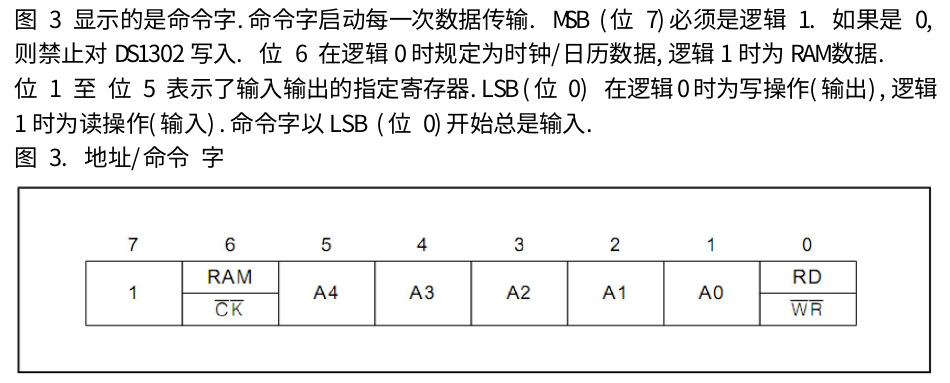 图 3 显示的是命令字.命令字启动每一次数据传输. MSB (位 7)必须是逻辑 1. 如果是 0,
则禁止对 DS1302 写入. 位 6 在逻辑 0 时规定为时钟/日历数据,逻辑 1 时为 RAM数据.
位 1 至 位 5 表示了输入输出的指定寄存器.LSB(位 0) 在逻辑0时为写操作(输出),逻辑
1 时为读操作(输入).命令字以 LSB (位 0)开始总是输入.
图 3. 地址/命令 字
7 6 5 4 3 2 1 0
1 RAM A4 A3 A2 A1 A0 RD
C̅K̅ W̅R̅